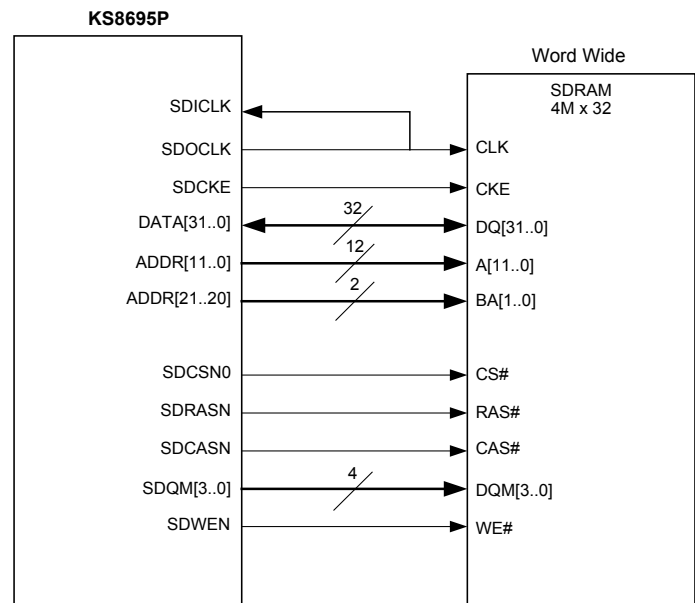 KS8695P
Word Wide
SDRAM
4M x 32
SDICLK
SDOCLK
CLK
SDCKE
CKE
DATA[31..0]
32
DQ[31..0]
ADDR[11..0]
12
A[11..0]
ADDR[21..20]
2
BA[1..0]
SDCSN0
CS#
SDRASN
RAS#
SDCASN
CAS#
SDQM[3..0]
4
DQM[3..0]
SDWEN
WE#